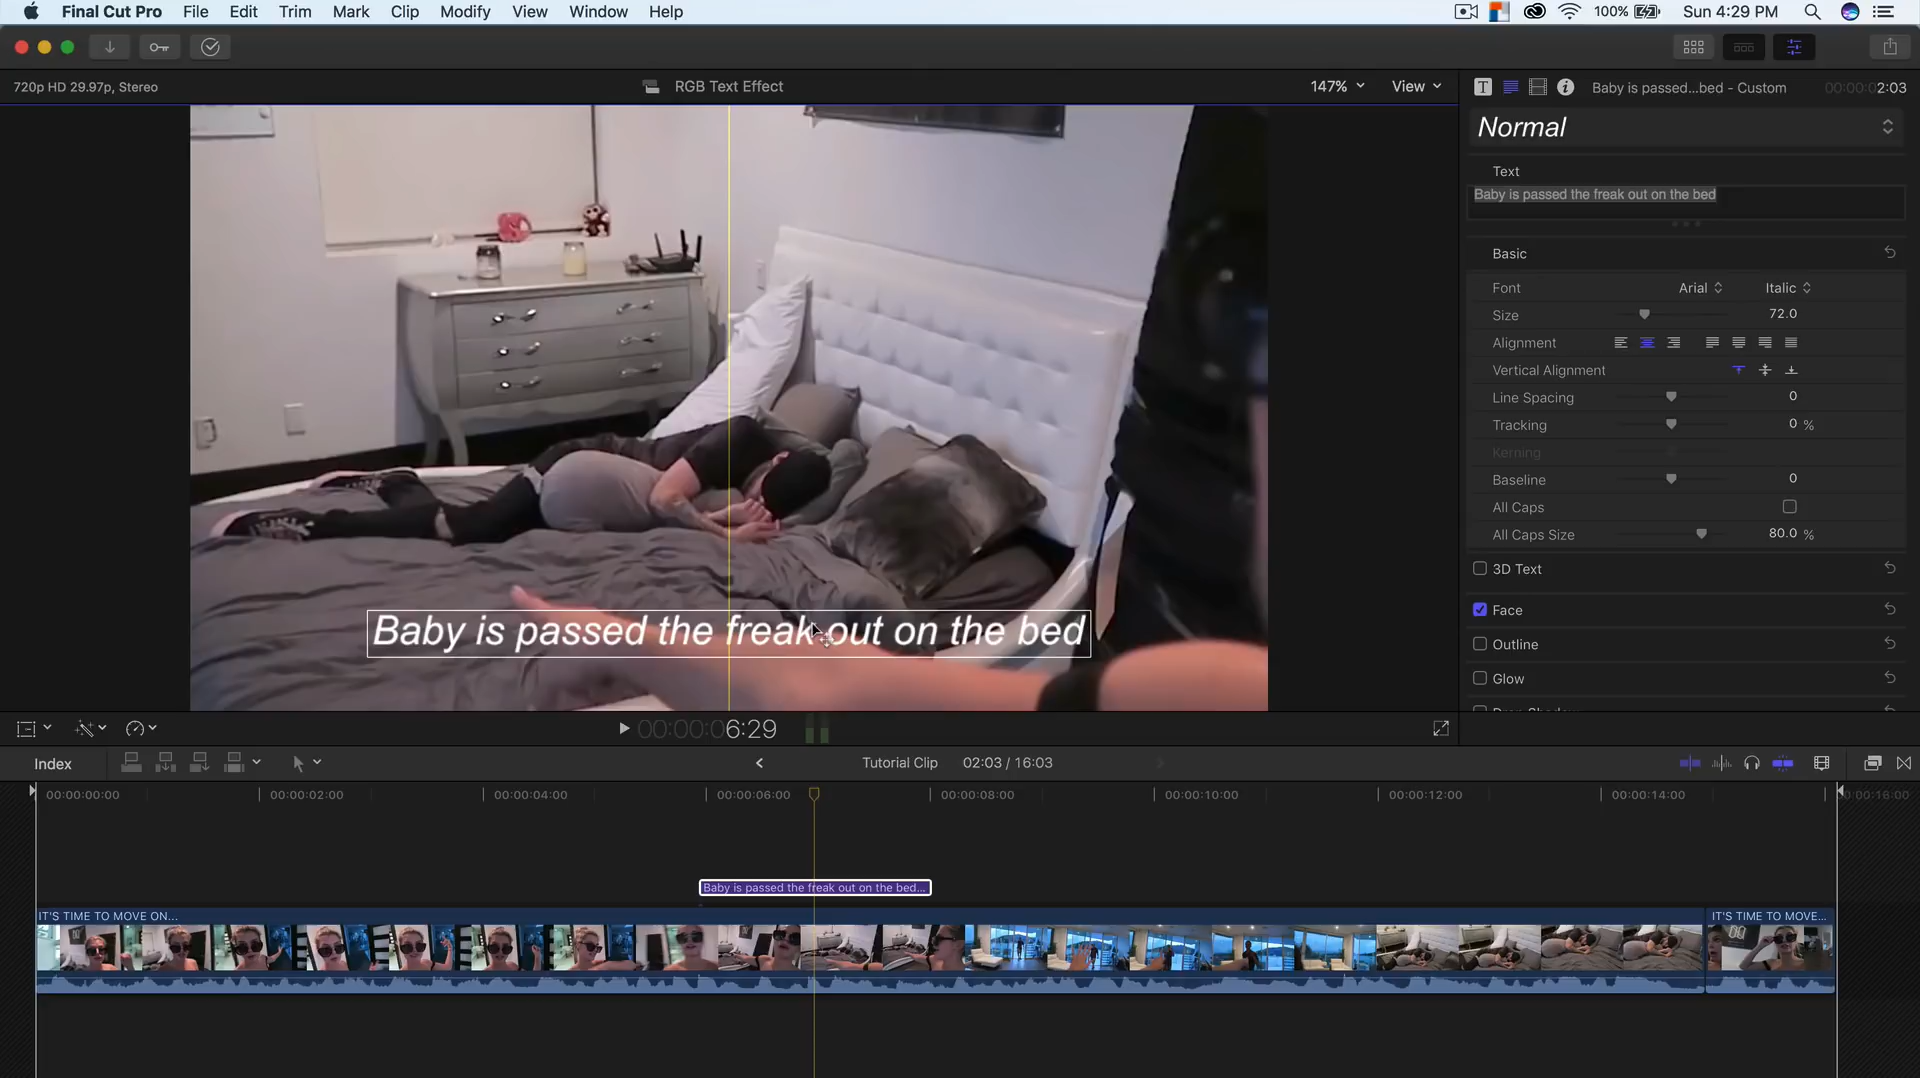 Final Cut Pro File Edit Trim Mark Clip Modify View Window Help 100% Sun 4:29 PM
720p HD 29.97p, Stereo RGB Text Effect 147% View Baby is passed...bed - Custom 00:00:02:03
Normal
Text
Baby is passed the freak out on the bed
Basic
Font Arial Italic
Size 72.0
Alignment
Vertical Alignment
Line Spacing 0
Tracking 0 %
Kerning
Baseline 0
All Caps
All Caps Size 80.0 %
3D Text
Face
Outline
Glow
Baby is passed the freak out on the bed
00:00:06:29
Index Tutorial Clip 02:03 / 16:03
00:00:00:00 00:00:02:00 00:00:04:00 00:00:06:00 00:00:08:00 00:00:10:00 00:00:12:00 00:00:14:00 00:00:16:00
Baby is passed the freak out on the bed...
IT'S TIME TO MOVE ON... IT'S TIME TO MOVE...